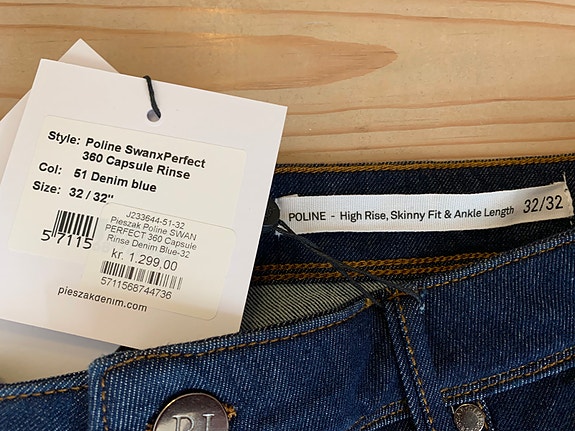 Style: Poline SwanxPerfect
360 Capsule Rinse
Col: 51 Denim blue
Size: 32 / 32"
5 7115
J233644-51-32
Pieszak Poline SWAN
PERFECT 360 Capsule
Rinse Denim Blue-32
kr. 1.299,00
5711568744736
pieszakdenim.com
POLINE - High Rise, Skinny Fit & Ankle Length 32/32